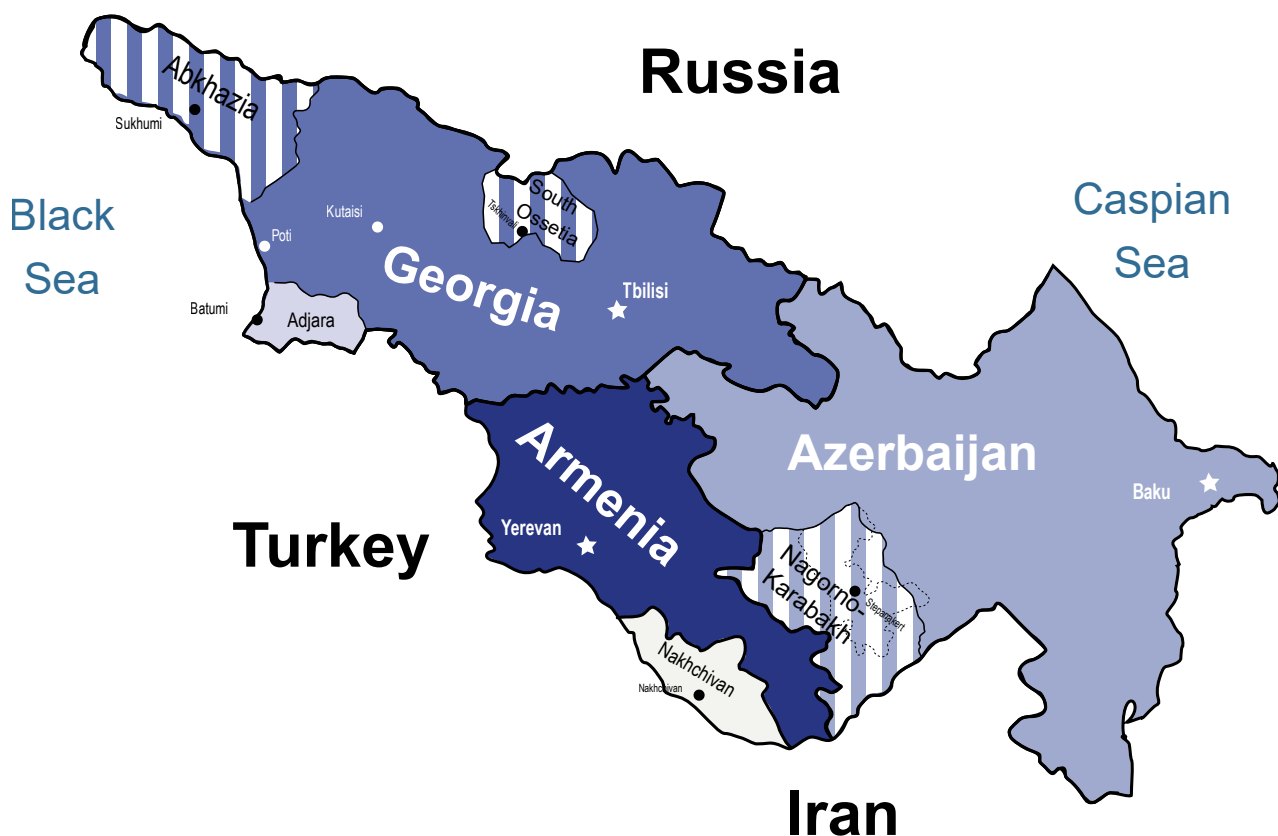 Russia
Abkhazia
Sukhumi
Black
Sea
Caspian
Sea
South
Ossetia
Tskhinvali
Kutaisi
Poti
Georgia
Tbilisi
Batumi
Adjara
Armenia
Azerbaijan
Baku
Yerevan
Turkey
Nagorno-
Karabakh
Stepanakert
Nakhchivan
Nakhchivan
Iran